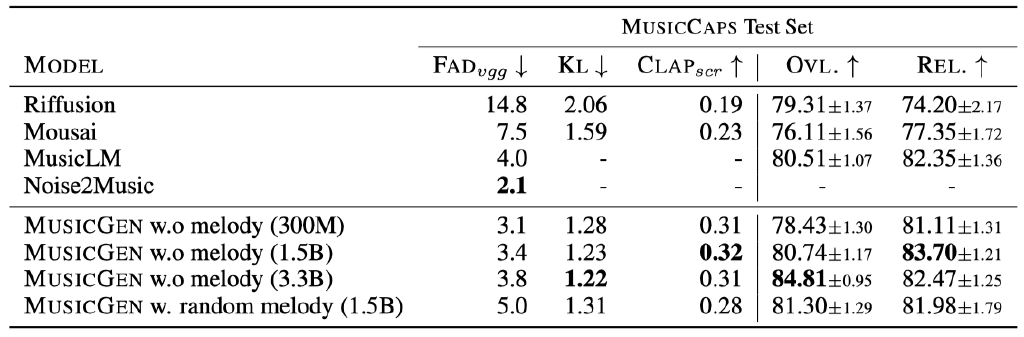 MUSICCAPS Test Set
MODEL FADvgg ↓ KL ↓ CLAPscr ↑ OVL. ↑ REL. ↑
Riffusion 14.8 2.06 0.19 79.31±1.37 74.20±2.17
Mousai 7.5 1.59 0.23 76.11±1.56 77.35±1.72
MusicLM 4.0 - - 80.51±1.07 82.35±1.36
Noise2Music 2.1 - - - -
MUSICGEN w.o melody (300M) 3.1 1.28 0.31 78.43±1.30 81.11±1.31
MUSICGEN w.o melody (1.5B) 3.4 1.23 0.32 80.74±1.17 83.70±1.21
MUSICGEN w.o melody (3.3B) 3.8 1.22 0.31 84.81±0.95 82.47±1.25
MUSICGEN w. random melody (1.5B) 5.0 1.31 0.28 81.30±1.29 81.98±1.79